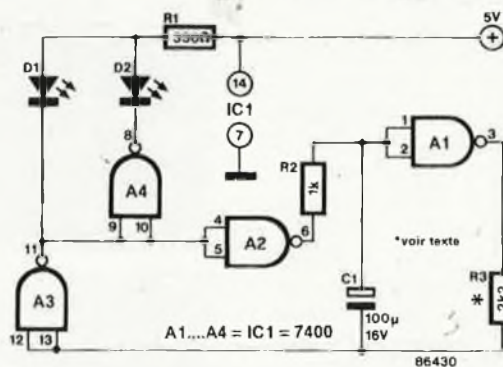 R1
330Ω
5V
D1
D2
14
IC1
7
8
A4
9 10
R2
1k
1
2
A1
3
4
5
A2
6
*voir texte
11
A3
12 13
C1
100µ
16V
R3
*
2k2
A1....A4 = IC1 = 7400
86430